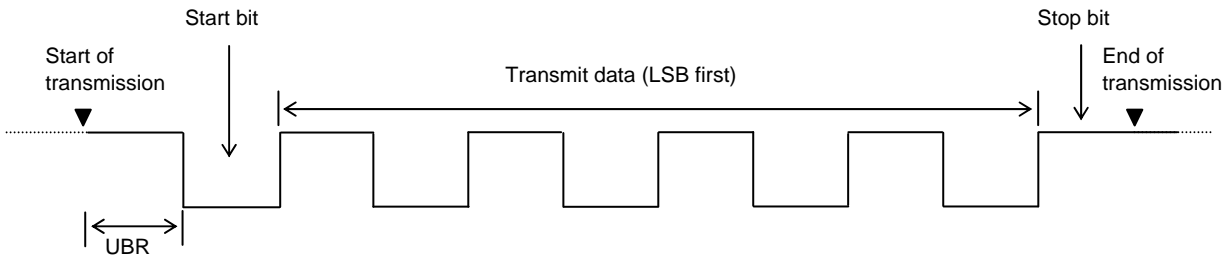 Start bit
Stop bit
Start of
transmission
Transmit data (LSB first)
End of
transmission
UBR